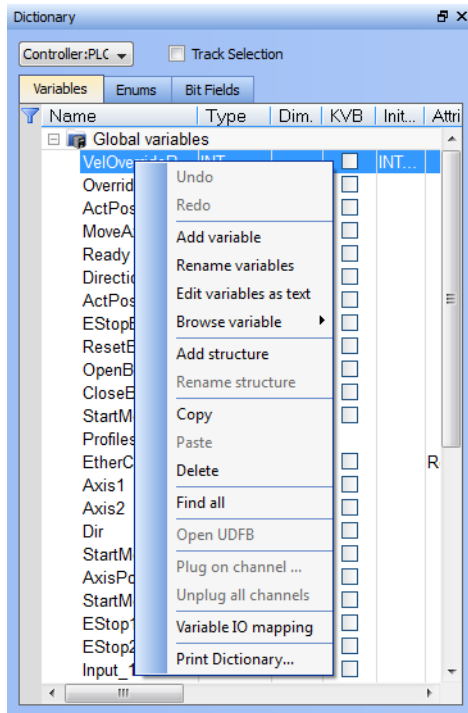 Dictionary
Controller:PLC Track Selection
Variables Enums Bit Fields
Name Type Dim. KVB Init... Attri
Global variables
INT INT...
Undo
Overrid
Redo
ActPos
Add variable
MoveA
Rename variables
Ready
Edit variables as text
Directio
ActPos
Browse variable
EStopE
Add structure
ResetE
Rename structure
OpenB
CloseE
Copy
StartM
Paste
Profiles
Delete
EtherC R
Axis1
Find all
Axis2
Open UDFB
Dir
Plug on channel ...
StartM
Unplug all channels
AxisPo
StartM
Variable IO mapping
EStop1
Print Dictionary...
EStop2
Input_1